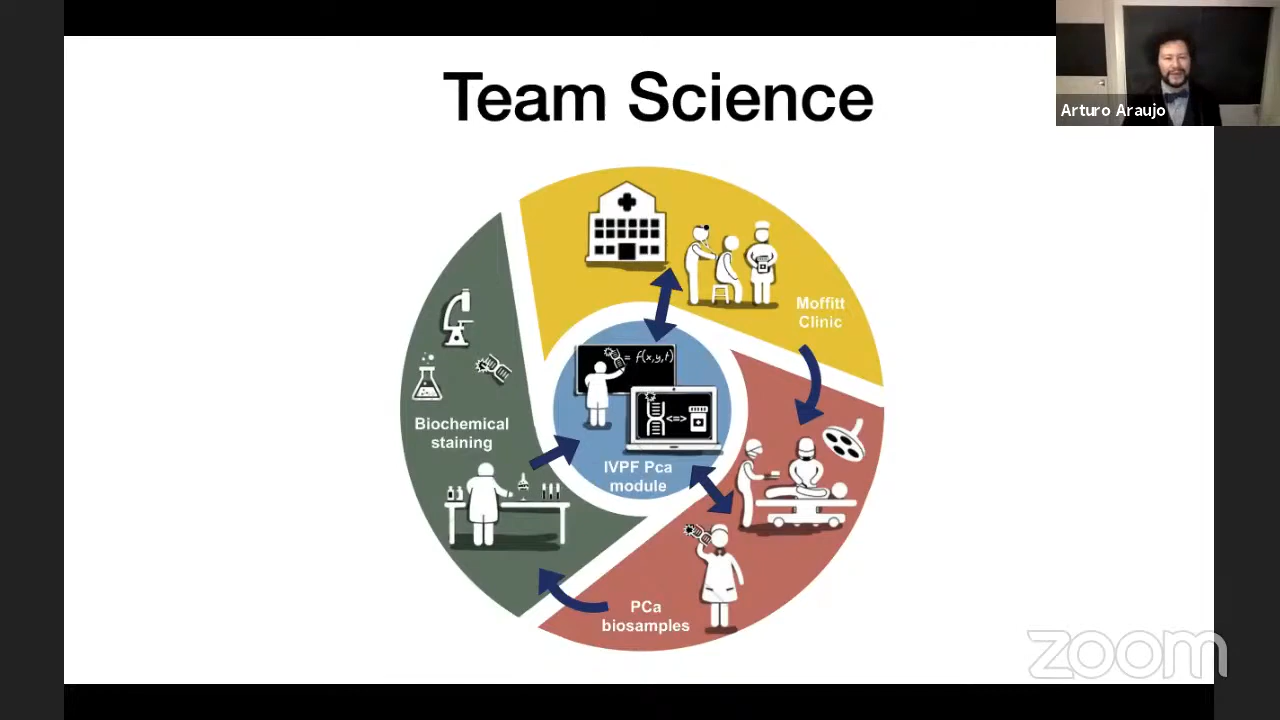 Team Science
Arturo Araujo
Moffitt
Clinic
= f(x,y,t)
<=>
Biochemical
staining
IVPF Pca
module
PCa
biosamples
zoom